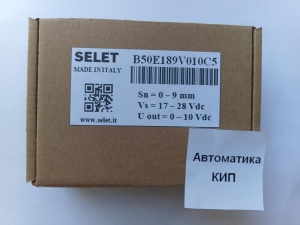 SELET
MADE IN ITALY
B50E189V010C5
Sn = 0 – 9 mm
Vs = 17 – 28 Vdc
U out = 0 – 10 Vdc
www.selet.it
Автоматика
КИП